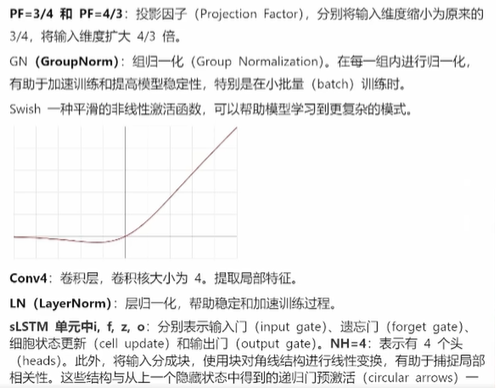 PF=3/4 和 PF=4/3：投影因子（Projection Factor），分别将输入维度缩小为原来的
3/4，将输入维度扩大 4/3 倍。
GN（GroupNorm）：组归一化（Group Normalization）。在每一组内进行归一化，
有助于加速训练和提高模型稳定性，特别是在小批量（batch）训练时。
Swish 一种平滑的非线性激活函数，可以帮助模型学习到更复杂的模式。
Conv4：卷积层，卷积核大小为 4。提取局部特征。
LN（LayerNorm）：层归一化，帮助稳定和加速训练过程。
sLSTM 单元中i, f, z, o：分别表示输入门（input gate）、遗忘门（forget gate）、
细胞状态更新（cell update）和输出门（output gate）。NH=4：表示有 4 个头
（heads）。此外，将输入分成块，使用块对角线结构进行线性变换，有助于捕捉局部
相关性。这些结构与从上一个隐藏状态中得到的递归门预激活（circular arrows）一